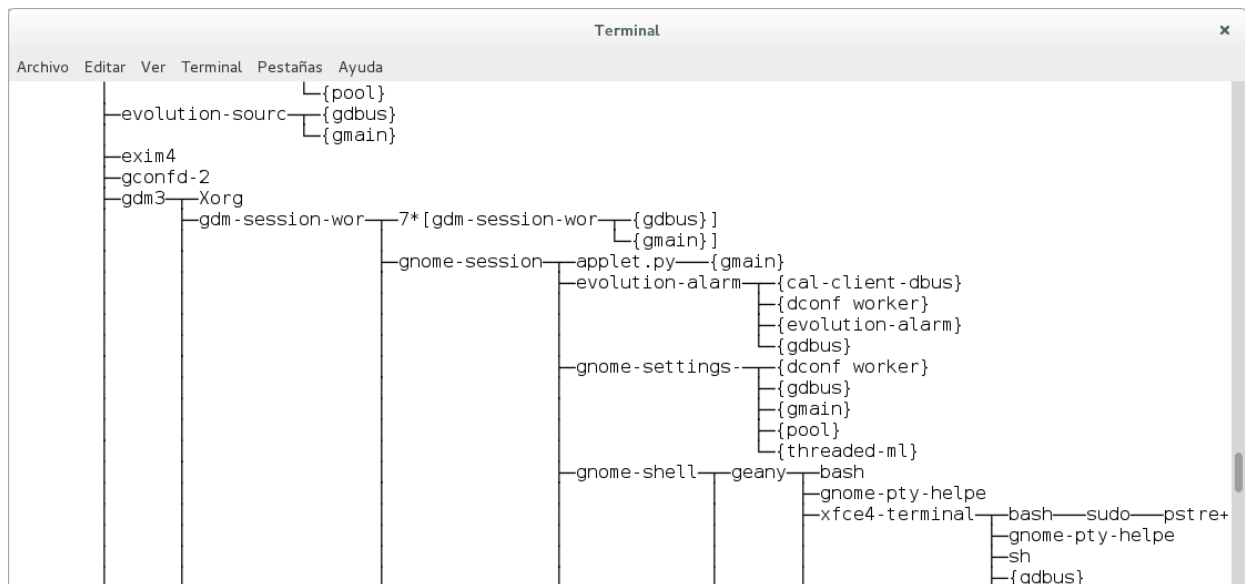 Terminal
Archivo Editar Ver Terminal Pestañas Ayuda
│                         └─{pool}
├─evolution-sourc─┬─{gdbus}
│                 └─{gmain}
├─exim4
├─gconfd-2
├─gdm3─┬─Xorg
├─gdm-session-wor─┬─7*[gdm-session-wor─┬─{gdbus}]
└─{gmain}]
├─gnome-session─┬─applet.py───{gmain}
├─evolution-alarm─┬─{cal-client-dbus}
├─{dconf worker}
├─{evolution-alarm}
└─{gdbus}
├─gnome-settings-─┬─{dconf worker}
├─{gdbus}
├─{gmain}
├─{pool}
└─{threaded-ml}
├─gnome-shell─┬─geany─┬─bash
├─gnome-pty-helpe
├─xfce4-terminal─┬─bash───sudo───pstre+
├─gnome-pty-helpe
├─sh
├─{gdbus}